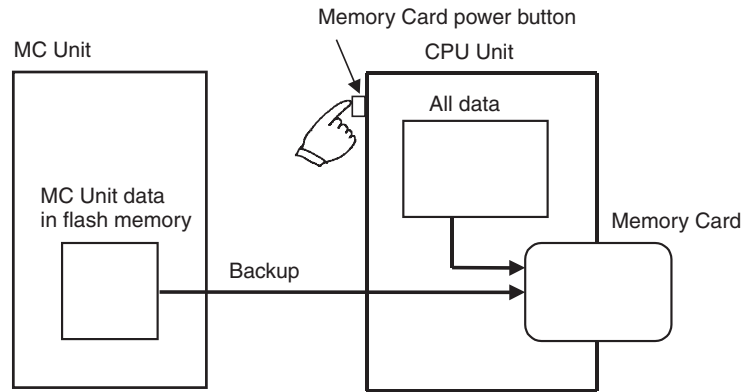 Memory Card power button
MC Unit
CPU Unit
All data
MC Unit data
in flash memory
Memory Card
Backup